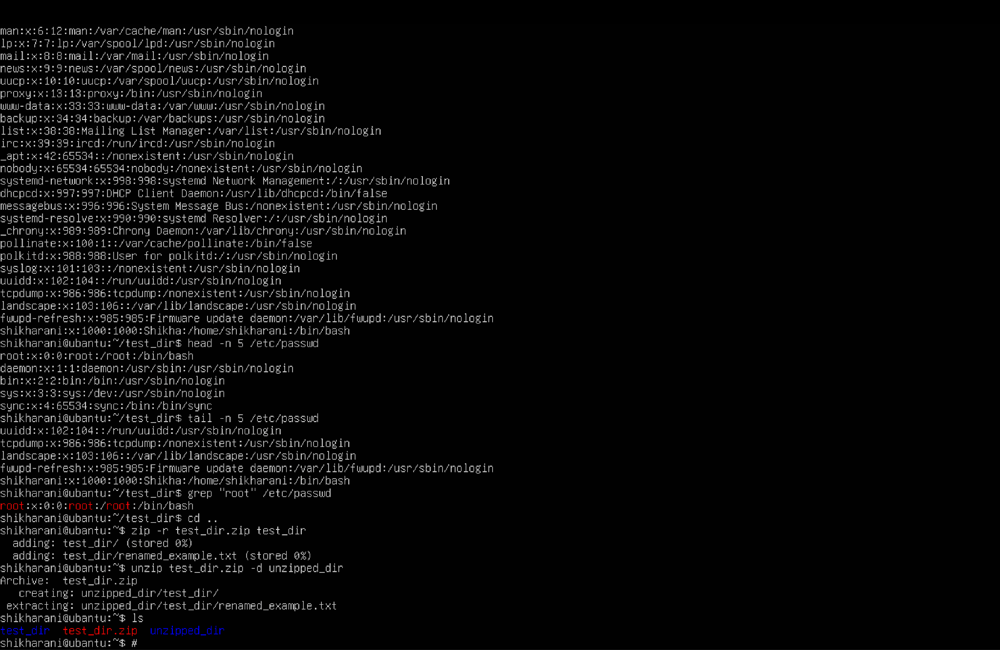 man:x:6:12:man:/var/cache/man:/usr/sbin/nologin
lp:x:7:7:lp:/var/spool/lpd:/usr/sbin/nologin
mail:x:8:8:mail:/var/mail:/usr/sbin/nologin
news:x:9:9:news:/var/spool/news:/usr/sbin/nologin
uucp:x:10:10:uucp:/var/spool/uucp:/usr/sbin/nologin
proxy:x:13:13:proxy:/bin:/usr/sbin/nologin
www-data:x:33:33:www-data:/var/www:/usr/sbin/nologin
backup:x:34:34:backup:/var/backups:/usr/sbin/nologin
list:x:38:38:Mailing List Manager:/var/list:/usr/sbin/nologin
irc:x:39:39:ircd:/run/ircd:/usr/sbin/nologin
_apt:x:42:65534::/nonexistent:/usr/sbin/nologin
nobody:x:65534:65534:nobody:/nonexistent:/usr/sbin/nologin
systemd-network:x:998:998:systemd Network Management:/:/usr/sbin/nologin
dhcpcd:x:997:997:DHCP Client Daemon:/usr/lib/dhcpcd:/bin/false
messagebus:x:996:996:System Message Bus:/nonexistent:/usr/sbin/nologin
systemd-resolve:x:990:990:systemd Resolver:/:/usr/sbin/nologin
_chrony:x:989:989:Chrony Daemon:/var/lib/chrony:/usr/sbin/nologin
pollinate:x:100:1::/var/cache/pollinate:/bin/false
polkitd:x:988:988:User for polkitd:/:/usr/sbin/nologin
syslog:x:101:103::/nonexistent:/usr/sbin/nologin
uuidd:x:102:104::/run/uuidd:/usr/sbin/nologin
tcpdump:x:986:986:tcpdump:/nonexistent:/usr/sbin/nologin
landscape:x:103:106::/var/lib/landscape:/usr/sbin/nologin
fwupd-refresh:x:985:985:Firmware update daemon:/var/lib/fwupd:/usr/sbin/nologin
shikharani:x:1000:1000:Shikha:/home/shikharani:/bin/bash
shikharani@ubantu:~/test_dir$ head -n 5 /etc/passwd
root:x:0:0:root:/root:/bin/bash
daemon:x:1:1:daemon:/usr/sbin:/usr/sbin/nologin
bin:x:2:2:bin:/bin:/usr/sbin/nologin
sys:x:3:3:sys:/dev:/usr/sbin/nologin
sync:x:4:65534:sync:/bin:/bin/sync
shikharani@ubantu:~/test_dir$ tail -n 5 /etc/passwd
uuidd:x:102:104::/run/uuidd:/usr/sbin/nologin
tcpdump:x:986:986:tcpdump:/nonexistent:/usr/sbin/nologin
landscape:x:103:106::/var/lib/landscape:/usr/sbin/nologin
fwupd-refresh:x:985:985:Firmware update daemon:/var/lib/fwupd:/usr/sbin/nologin
shikharani:x:1000:1000:Shikha:/home/shikharani:/bin/bash
shikharani@ubantu:~/test_dir$ grep "root" /etc/passwd
root:x:0:0:root:/root:/bin/bash
shikharani@ubantu:~/test_dir$ cd ..
shikharani@ubantu:~$ zip -r test_dir.zip test_dir
  adding: test_dir/ (stored 0%)
  adding: test_dir/renamed_example.txt (stored 0%)
shikharani@ubantu:~$ unzip test_dir.zip -d unzipped_dir
Archive:  test_dir.zip
   creating: unzipped_dir/test_dir/
 extracting: unzipped_dir/test_dir/renamed_example.txt
shikharani@ubantu:~$ ls
test_dir  test_dir.zip  unzipped_dir
shikharani@ubantu:~$ #